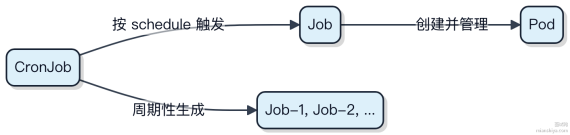 按 schedule 触发
Job
创建并管理
Pod
CronJob
周期性生成
Job-1, Job-2, ...